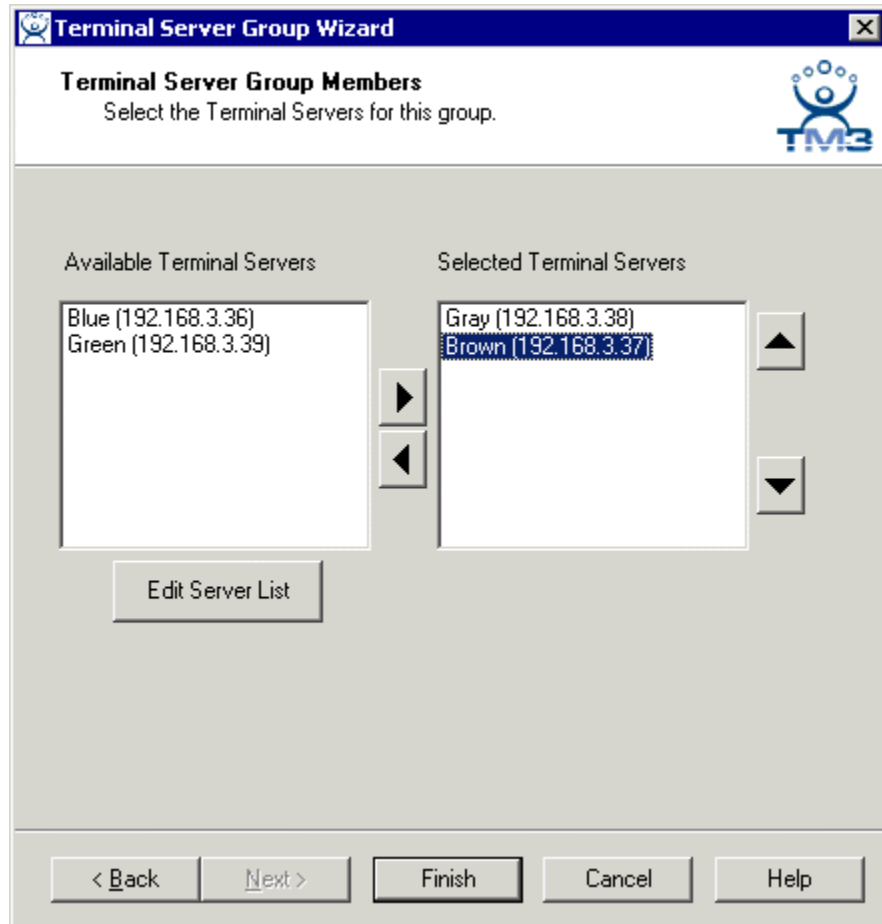 Terminal Server Group Wizard
Terminal Server Group Members
Select the Terminal Servers for this group.
TM3
Available Terminal Servers
Selected Terminal Servers
Blue (192.168.3.36)
Green (192.168.3.39)
Gray (192.168.3.38)
Brown (192.168.3.37)
Edit Server List
< Back
Next >
Finish
Cancel
Help